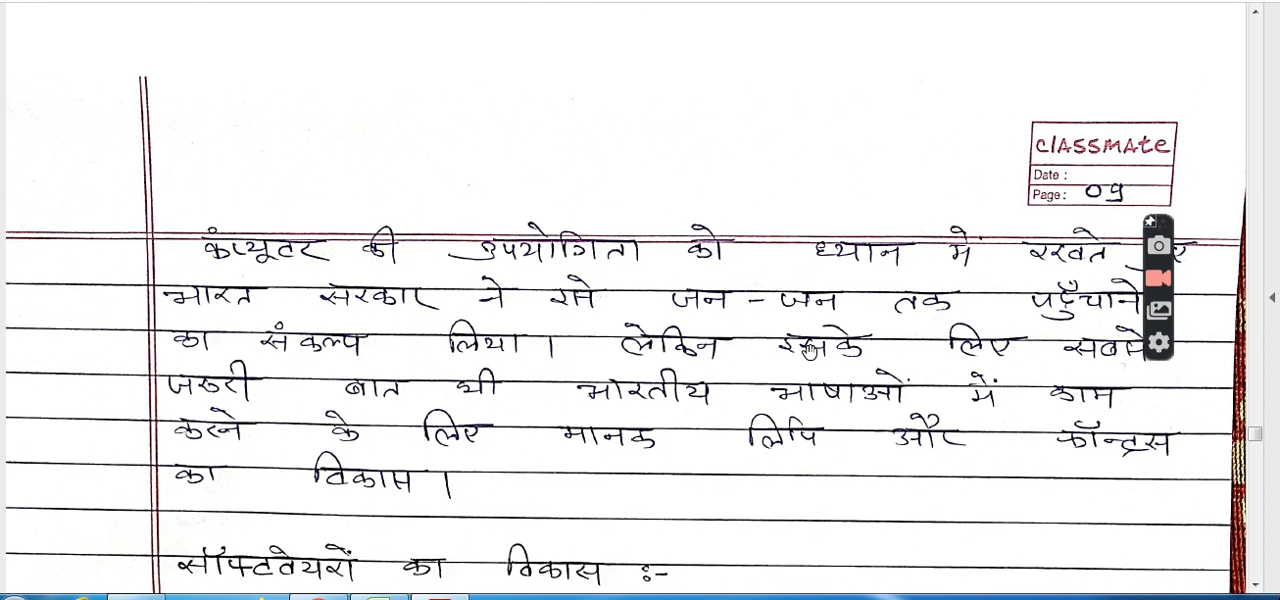 classmate
Date :
Page: 09
कंप्यूटर की उपयोगिता को ध्यान में रखते
भारत सरकार ने इसे जन-जन तक पहुँचाने
का संकल्प लिया। लेकिन इसके लिए सबसे
जरूरी बात थी भारतीय भाषाओं में काम
करने के लिए मानक लिपि और फॉन्ट्स
का विकास।
सॉफ्टवेयरों का विकास :-